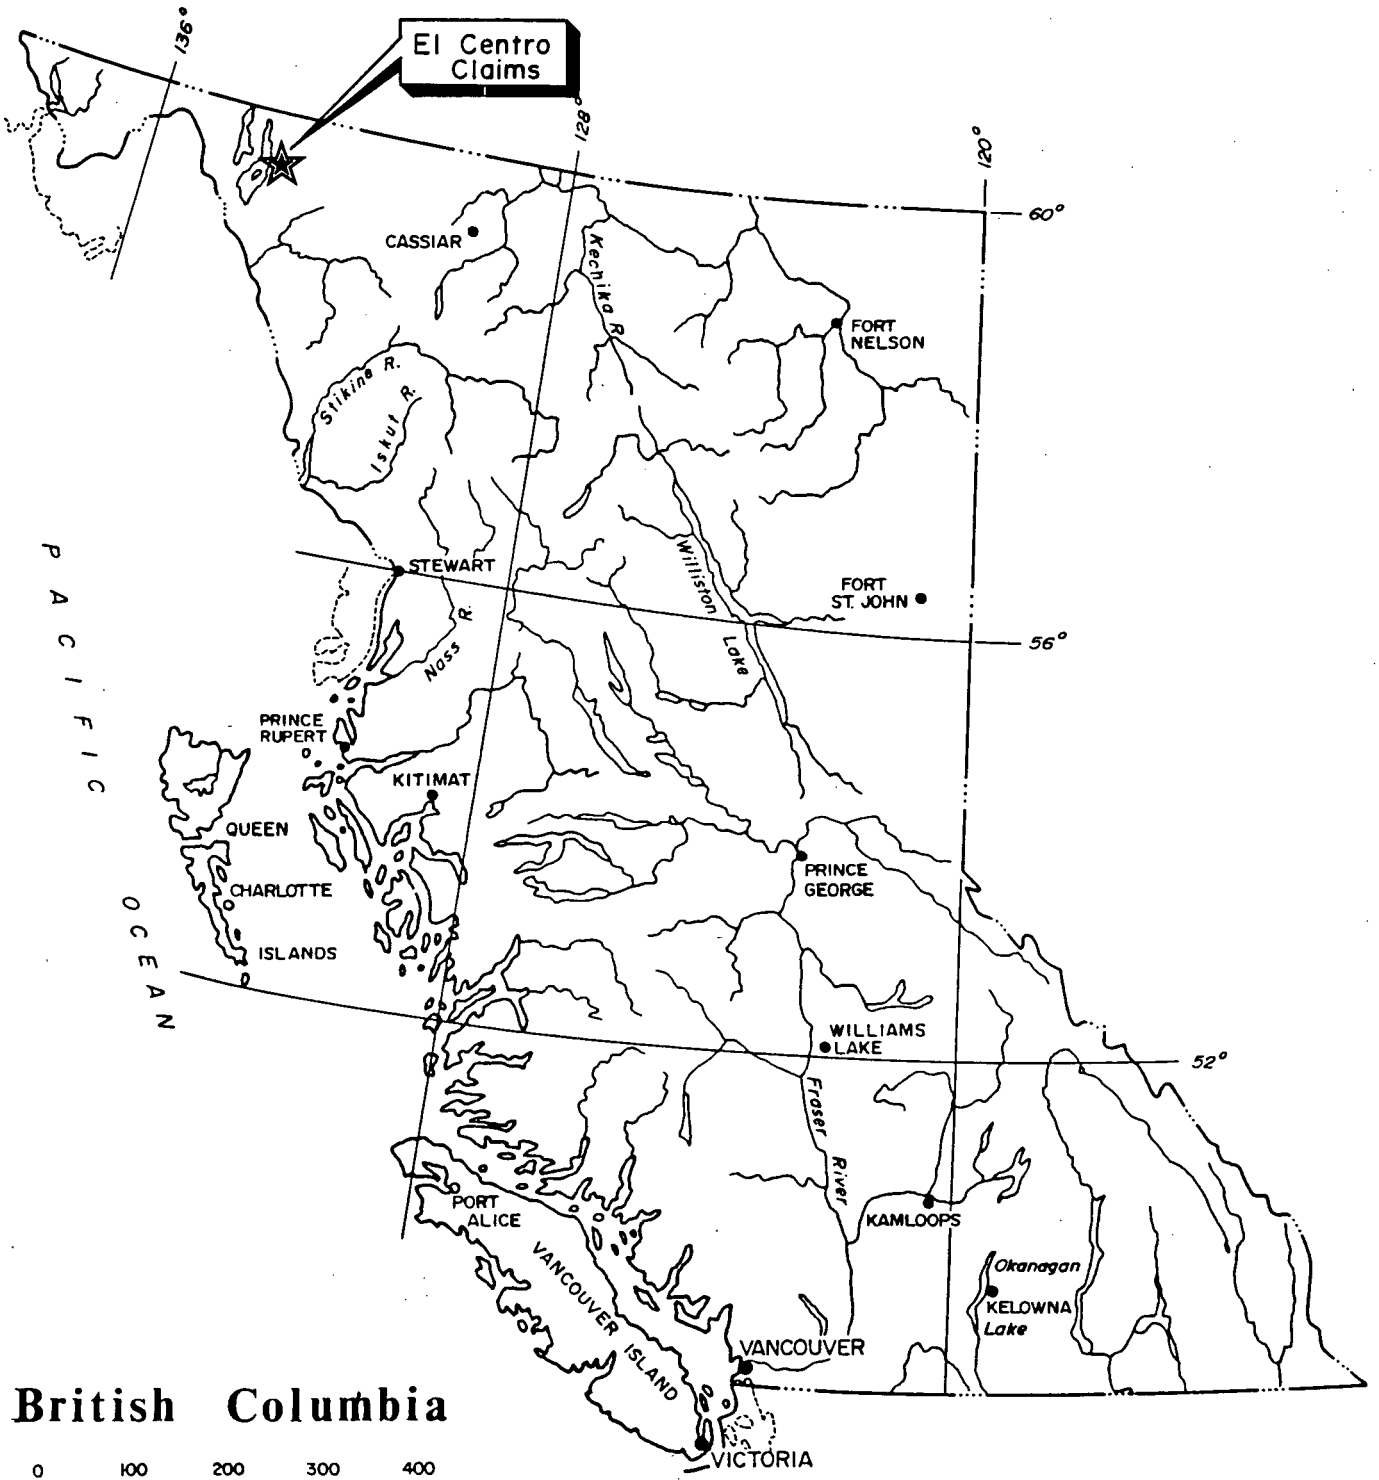 136°
El Centro
Claims
128°
120°
60°
CASSIAR
Kechika R.
FORT
NELSON
Stikine R.
Iskut R.
STEWART
FORT
ST. JOHN
Williston
Lake
56°
Nass R.
PACIFIC
OCEAN
PRINCE
RUPERT
KITIMAT
QUEEN
CHARLOTTE
ISLANDS
PRINCE
GEORGE
WILLIAMS
LAKE
52°
Fraser
River
PORT
ALICE
KAMLOOPS
VANCOUVER ISLAND
Okanagan
KELOWNA
Lake
VANCOUVER
British Columbia
VICTORIA
0 100 200 300 400